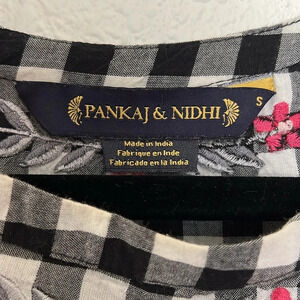 PANKAJ & NIDHI
S
Made in India
Fabriqué en Inde
Fabricado en la India